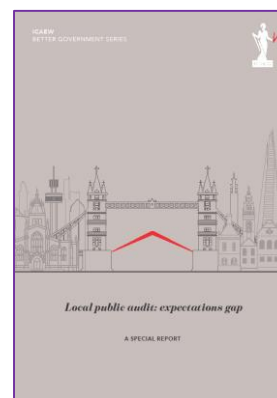 ICAEW
BETTER GOVERNMENT SERIES
Local public audit: expectations gap
A SPECIAL REPORT